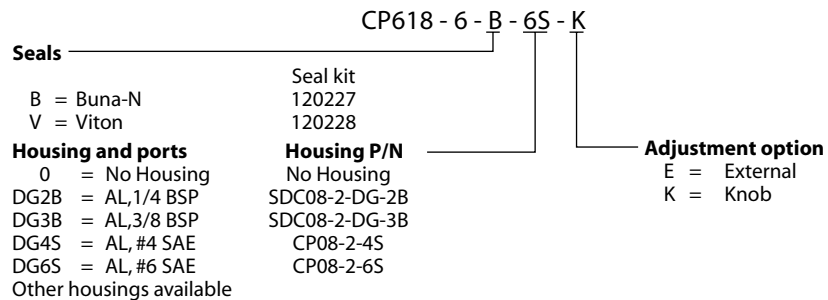 CP618 - 6 - B - 6S - K
Seals
Seal kit
B = Buna-N 120227
V = Viton 120228
Housing and ports Housing P/N
0 = No Housing No Housing
DG2B = AL,1/4 BSP SDC08-2-DG-2B
DG3B = AL,3/8 BSP SDC08-2-DG-3B
DG4S = AL, #4 SAE CP08-2-4S
DG6S = AL, #6 SAE CP08-2-6S
Other housings available
Adjustment option
E = External
K = Knob